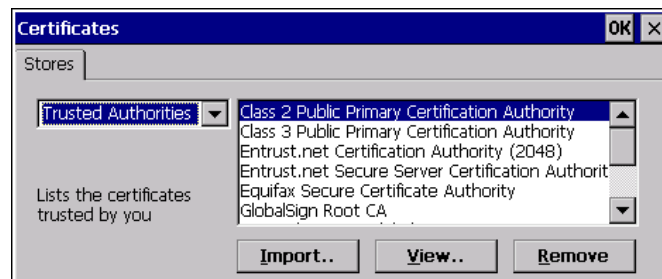 Certificates OK ×
Stores
Trusted Authorities
Class 2 Public Primary Certification Authority
Class 3 Public Primary Certification Authority
Entrust.net Certification Authority (2048)
Entrust.net Secure Server Certification Authorit
Equifax Secure Certificate Authority
GlobalSign Root CA
Lists the certificates
trusted by you
Import.. View.. Remove